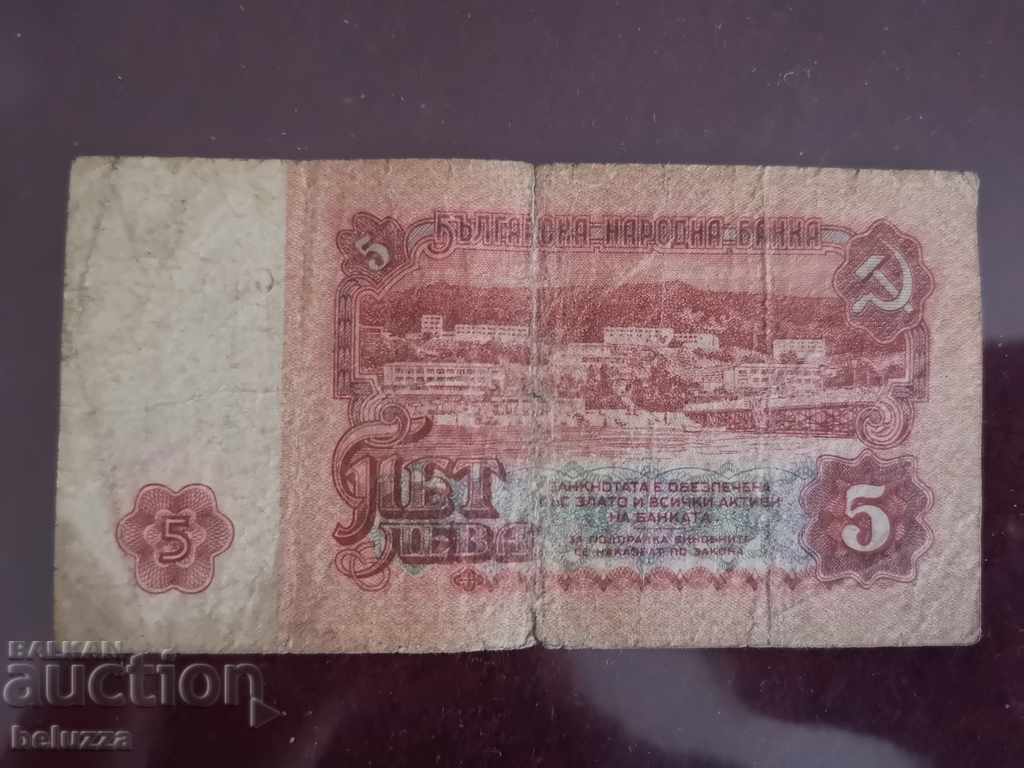 БЪЛГАРСКА НАРОДНА БАНКА
5
ПЕТ
ЛЕВА
БАНКНОТАТА Е ОБЕЗПЕЧЕНА
СЪС ЗЛАТО И ВСИЧКИ АКТИВИ
НА БАНКАТА
ЗА ПОДПРАВКА ВИНОВНИТЕ
СЕ НАКАЗВАТ ПО ЗАКОНА
5
5
BALKAN
auction
beluzza